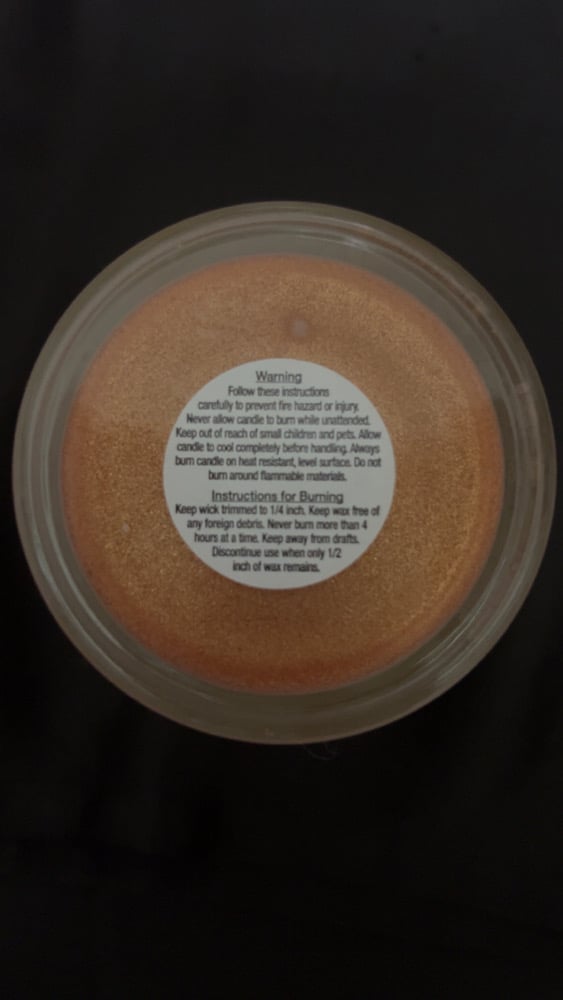 Warning
Follow these instructions
carefully to prevent fire hazard or injury.
Never allow candle to burn while unattended.
Keep out of reach of small children and pets. Allow
candle to cool completely before handling. Always
burn candle on heat resistant, level surface. Do not
burn around flammable materials.
Instructions for Burning
Keep wick trimmed to 1/4 inch. Keep wax free of
any foreign debris. Never burn more than 4
hours at a time. Keep away from drafts.
Discontinue use when only 1/2
inch of wax remains.